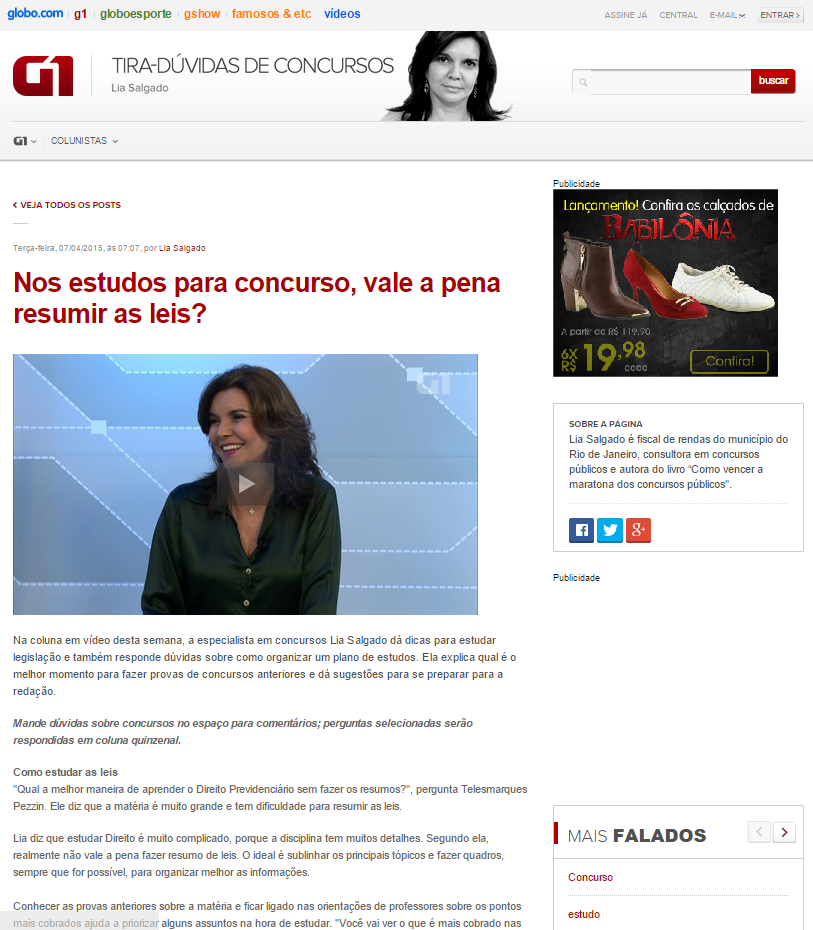 globo.com g1 globoesporte gshow famosos & etc vídeos
ASSINE JÁ CENTRAL E-MAIL ENTRAR
G1
TIRA-DÚVIDAS DE CONCURSOS
Lia Salgado
buscar
G1 COLUNISTAS
VEJA TODOS OS POSTS
Terça-feira, 07/04/2015, às 07:07, por Lia Salgado
Nos estudos para concurso, vale a pena
resumir as leis?
G1
Na coluna em vídeo desta semana, a especialista em concursos Lia Salgado dá dicas para estudar
legislação e também responde dúvidas sobre como organizar um plano de estudos. Ela explica qual é o
melhor momento para fazer provas de concursos anteriores e dá sugestões para se preparar para a
redação.
Mande dúvidas sobre concursos no espaço para comentários; perguntas selecionadas serão
respondidas em coluna quinzenal.
Como estudar as leis
"Qual a melhor maneira de aprender o Direito Previdenciário sem fazer os resumos?", pergunta Telesmarques
Pezzin. Ele diz que a matéria é muito grande e tem dificuldade para resumir as leis.
Lia diz que estudar Direito é muito complicado, porque a disciplina tem muitos detalhes. Segundo ela,
realmente não vale a pena fazer resumo de leis. O ideal é sublinhar os principais tópicos e fazer quadros,
sempre que for possível, para organizar melhor as informações.
Conhecer as provas anteriores sobre a matéria e ficar ligado nas orientações de professores sobre os pontos
mais cobrados ajuda a priorizar alguns assuntos na hora de estudar. "Você vai ver o que é mais cobrado nas
Publicidade
Lançamento! Confira os calçados de
BABILÔNIA
A partir de R$ 119,90
6X
R$ 19,98
cada
Confira!
SOBRE A PÁGINA
Lia Salgado é fiscal de rendas do município do
Rio de Janeiro, consultora em concursos
públicos e autora do livro “Como vencer a
maratona dos concursos públicos".
Publicidade
MAIS FALADOS
Concurso
estudo